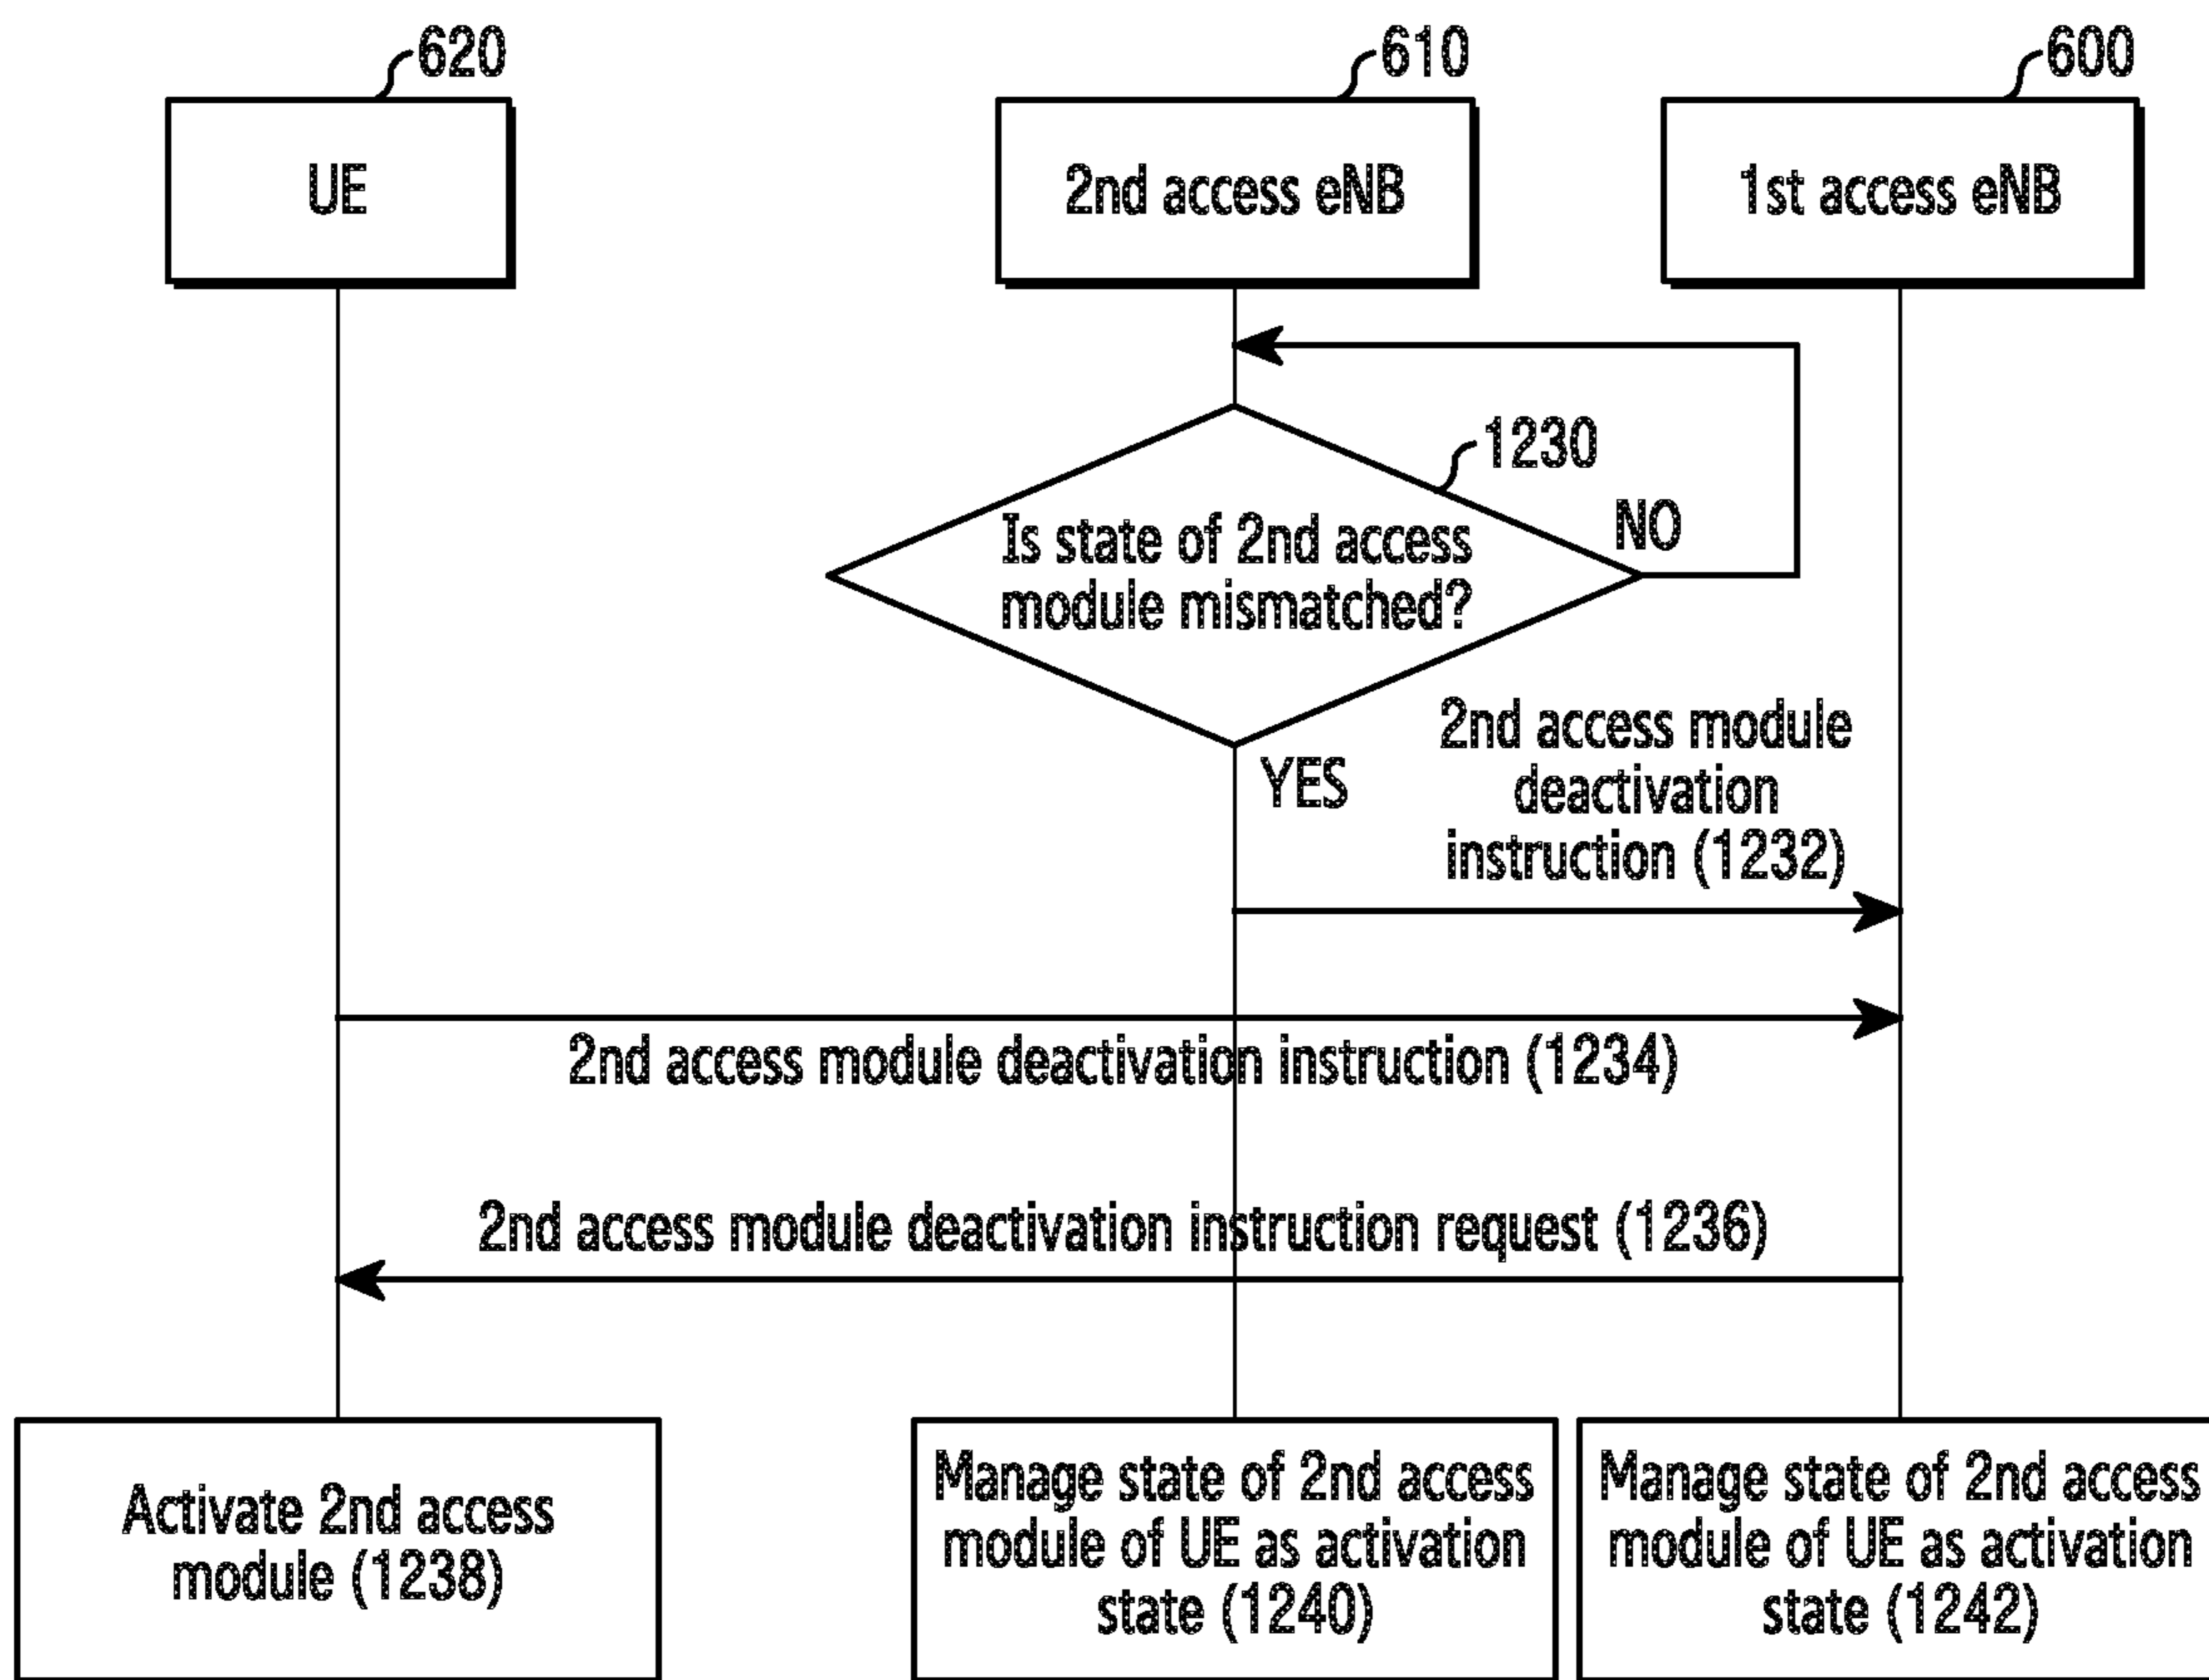 620
610
600
UE
2nd access eNB
1st access eNB
1230
Is state of 2nd access
module mismatched?
NO
YES
2nd access module
deactivation
instruction (1232)
2nd access module deactivation instruction (1234)
2nd access module deactivation instruction request (1236)
Activate 2nd access
module (1238)
Manage state of 2nd access
module of UE as activation
state (1240)
Manage state of 2nd access
module of UE as activation
state (1242)